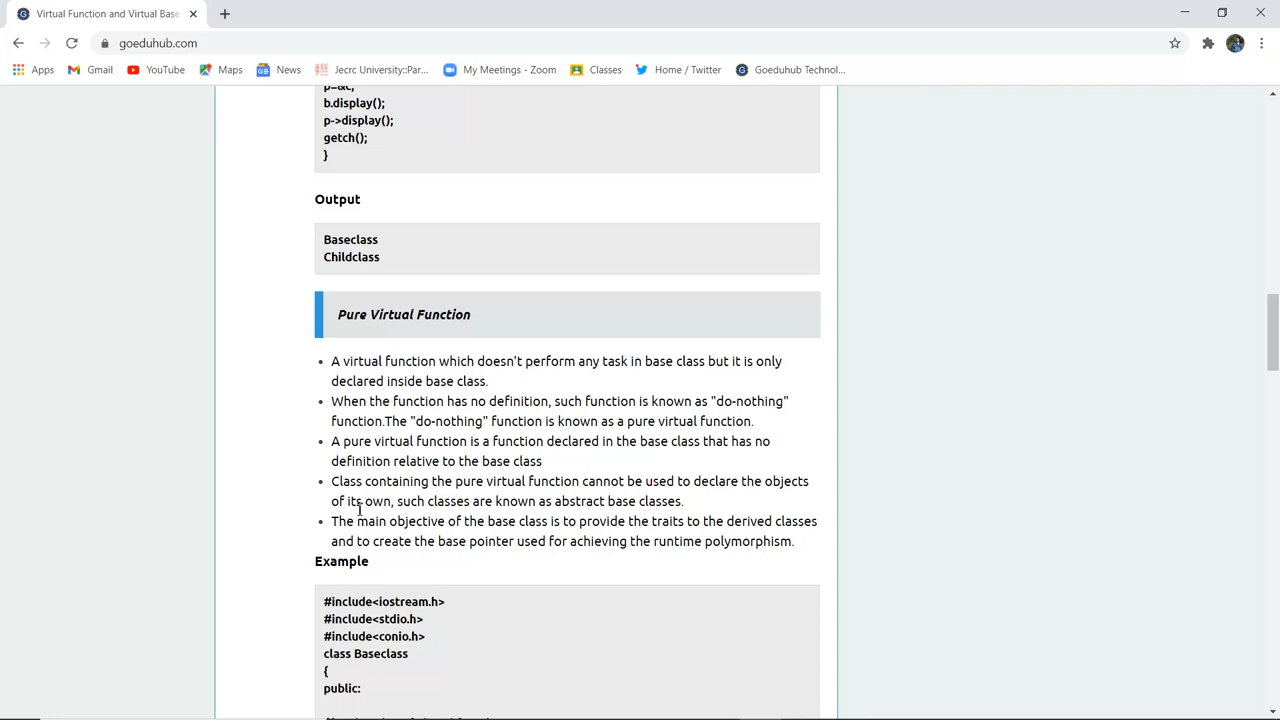 Virtual Function and Virtual Base
goeduhub.com
Apps
Gmail
YouTube
Maps
News
Jecrc University::Par...
My Meetings - Zoom
Classes
Home / Twitter
Goeduhub Technol...
p=&c;
b.display();
p->display();
getch();
}
Output
Baseclass
Childclass
Pure Virtual Function
• A virtual function which doesn't perform any task in base class but it is only
declared inside base class.
• When the function has no definition, such function is known as "do-nothing"
function.The "do-nothing" function is known as a pure virtual function.
• A pure virtual function is a function declared in the base class that has no
definition relative to the base class
• Class containing the pure virtual function cannot be used to declare the objects
of its own, such classes are known as abstract base classes.
• The main objective of the base class is to provide the traits to the derived classes
and to create the base pointer used for achieving the runtime polymorphism.
Example
#include<iostream.h>
#include<stdio.h>
#include<conio.h>
class Baseclass
{
public: